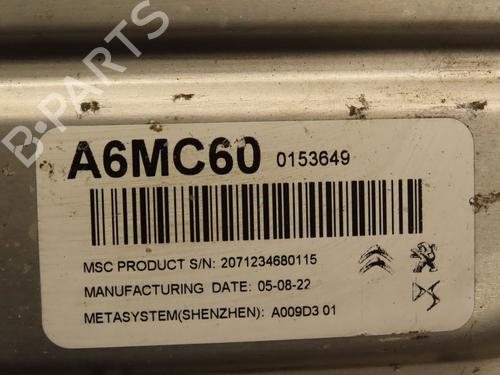 B-PARTS
A6MC60 0153649
MSC PRODUCT S/N: 2071234680115
MANUFACTURING DATE: 05-08-22
METASYSTEM(SHENZHEN): A009D3 01